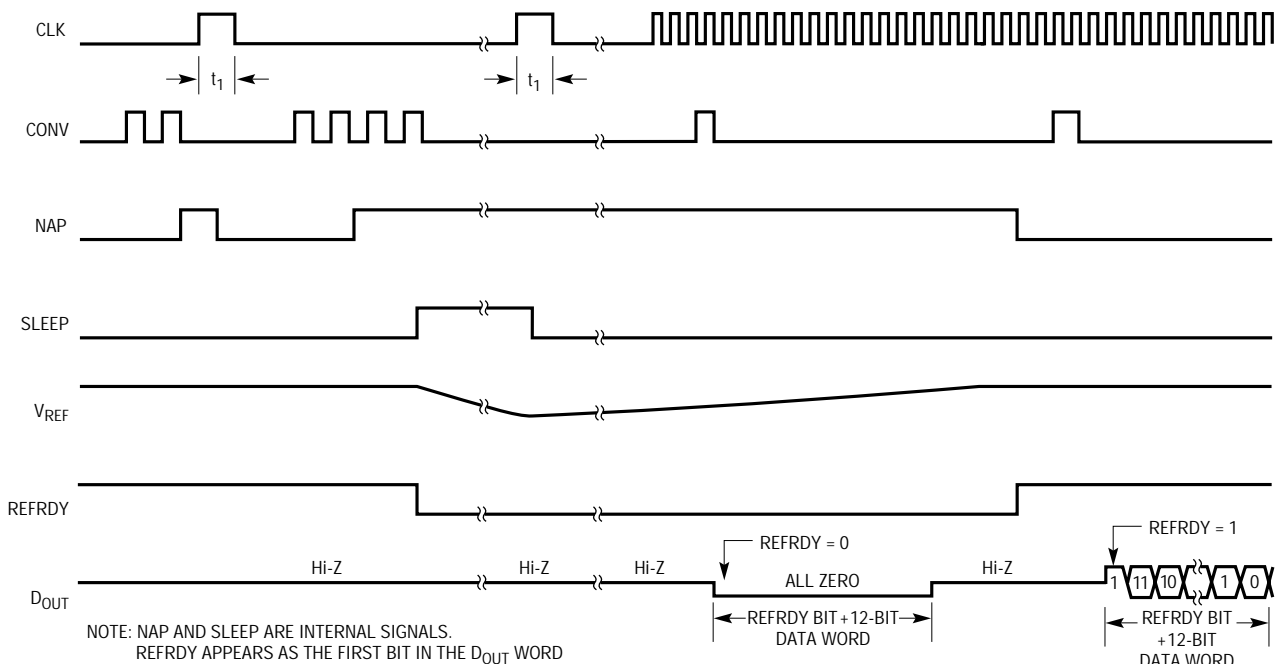 CLK
t1 t1
CONV
NAP
SLEEP
VREF
REFRDY
REFRDY = 0
REFRDY = 1
Hi-Z Hi-Z Hi-Z ALL ZERO Hi-Z
1 11 10 1 0
DOUT
REFRDY BIT +12-BIT
DATA WORD
REFRDY BIT
+12-BIT
DATA WORD
NOTE: NAP AND SLEEP ARE INTERNAL SIGNALS.
REFRDY APPEARS AS THE FIRST BIT IN THE DOUT WORD